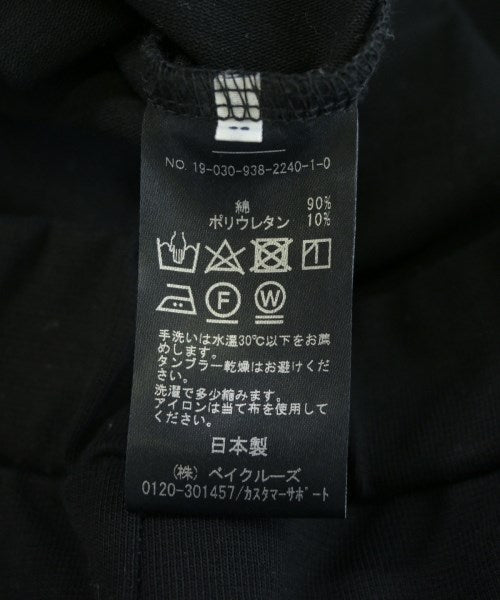 NO. 19-030-938-2240-1-0
綿 90%
ポリウレタン 10%
F W
手洗いは水温30℃以下をお薦
めします。
タンブラー乾燥はお避けくだ
さい。
洗濯で多少縮みます。
アイロンは当て布を使用して
ください。
日本製
(株) ベイクルーズ
0120-301457/カスタマーサポート